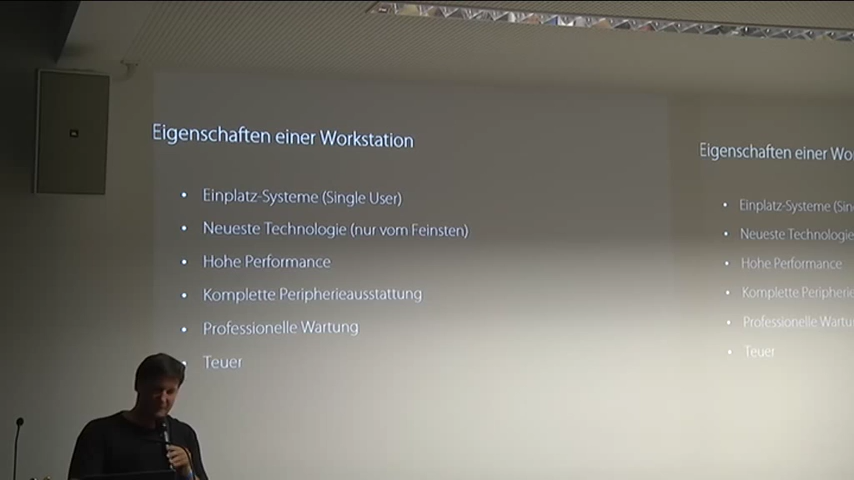 Eigenschaften einer Workstation
• Einplatz-Systeme (Single User)
• Neueste Technologie (nur vom Feinsten)
• Hohe Performance
• Komplette Peripherieausstattung
• Professionelle Wartung
• Teuer
Eigenschaften einer Wo
• Einplatz-Systeme (Sin
• Neueste Technologie
• Hohe Performance
• Komplette Peripherie
• Professionelle Wartu
• Teuer